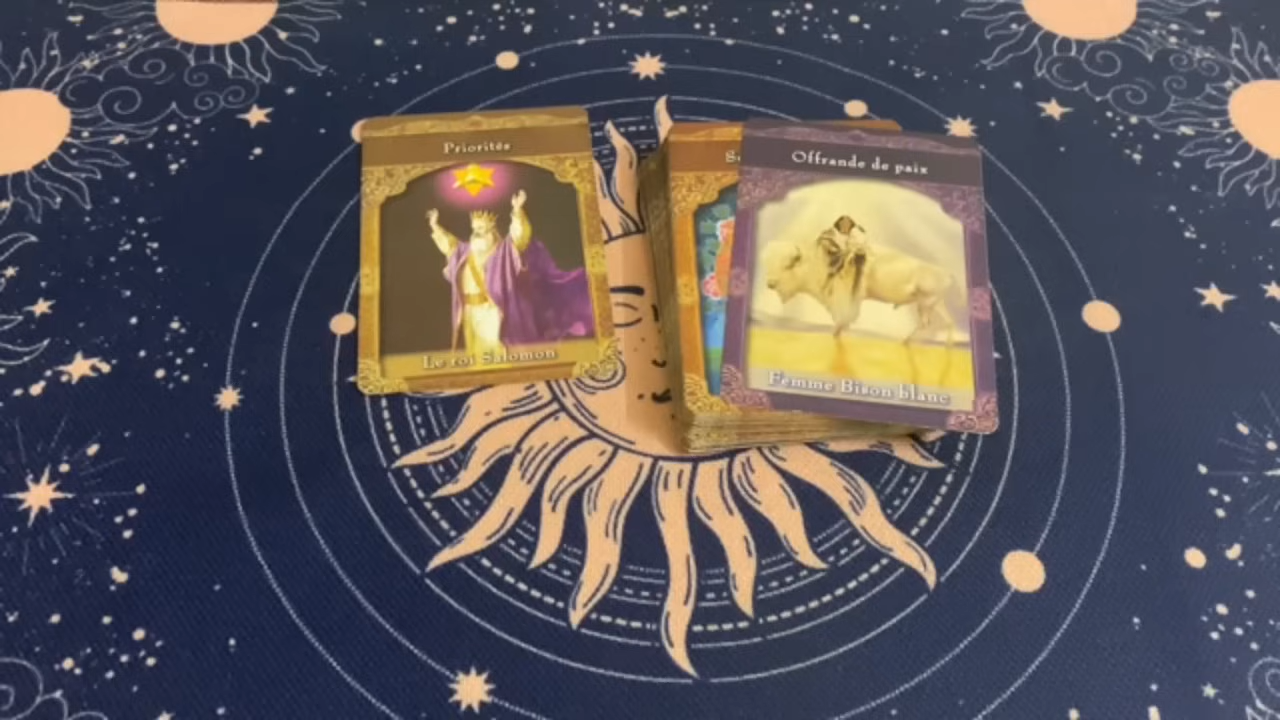 Priorités
Le roi Salomon
Offrande de paix
Femme Bison blanc